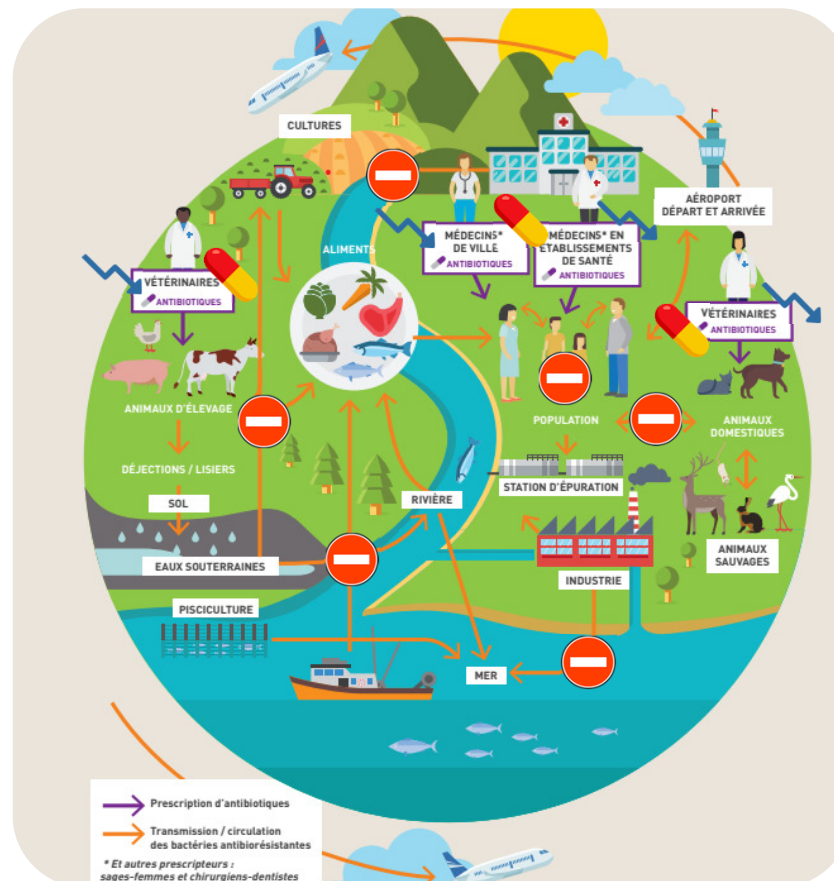 CULTURES
AÉROPORT
DÉPART ET ARRIVÉE
ALIMENTS
MÉDECINS*
DE VILLE
ANTIBIOTIQUES
MÉDECINS* EN
ÉTABLISSEMENTS
DE SANTÉ
ANTIBIOTIQUES
VÉTÉRINAIRES
ANTIBIOTIQUES
VÉTÉRINAIRES
ANTIBIOTIQUES
ANIMAUX D'ÉLEVAGE
POPULATION
ANIMAUX
DOMESTIQUES
DÉJECTIONS / LISIERS
STATION D'ÉPURATION
RIVIÈRE
SOL
ANIMAUX
SAUVAGES
EAUX SOUTERRAINES
INDUSTRIE
PISCICULTURE
MER
Prescription d'antibiotiques
Transmission / circulation
des bactéries antibiorésistantes
* Et autres prescripteurs :
sages-femmes et chirurgiens-dentistes